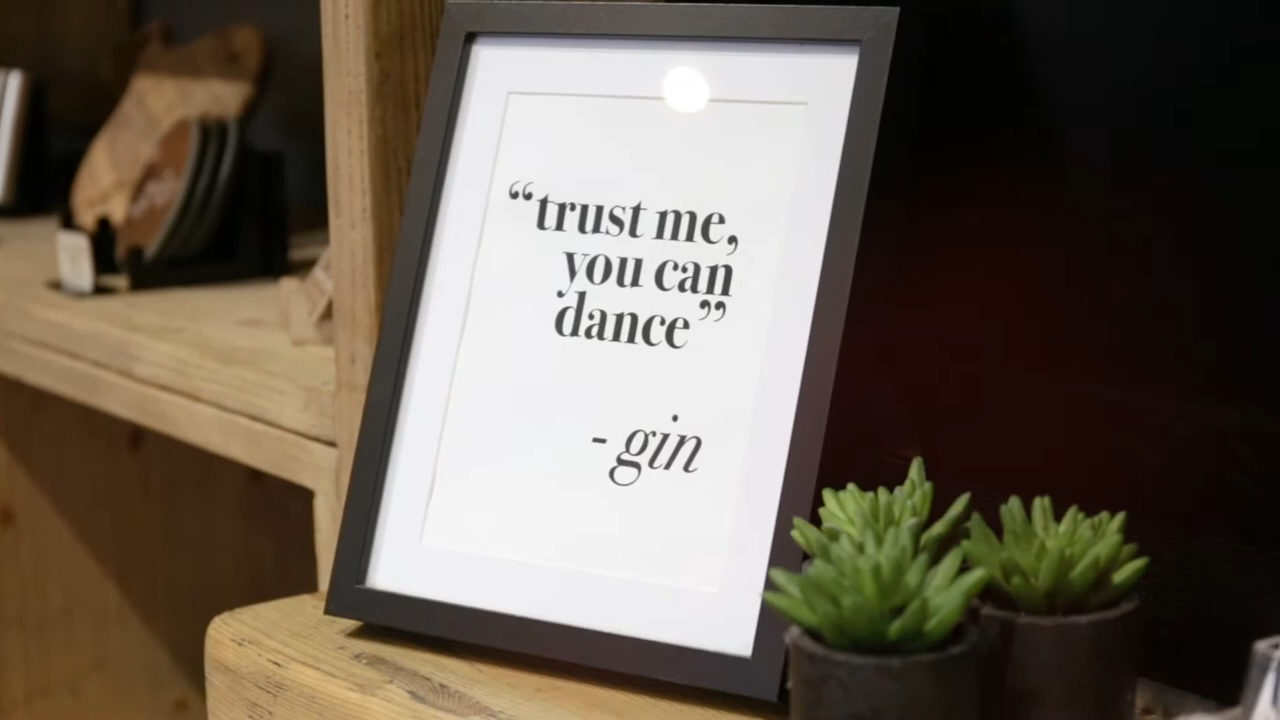 “trust me,
you can
dance”
- gin